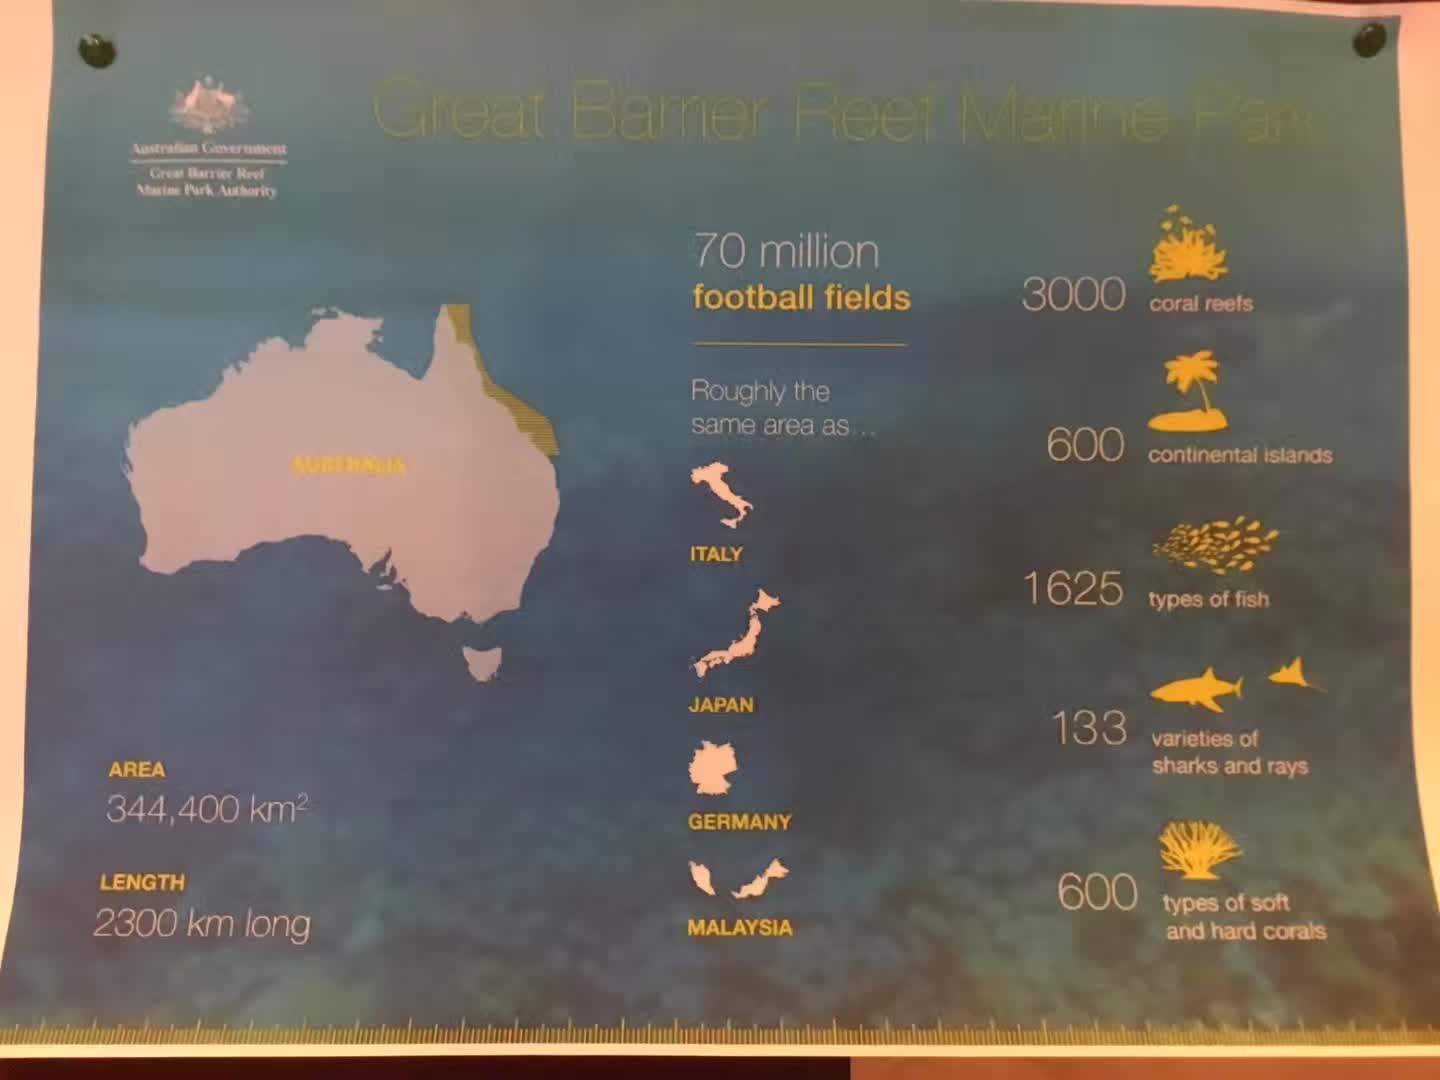 Great Barrier Reef Marine Park
Australian Government
Great Barrier Reef
Marine Park Authority
AUSTRALIA
AREA
344,400 km²
LENGTH
2300 km long
70 million
football fields
Roughly the
same area as...
ITALY
JAPAN
GERMANY
MALAYSIA
3000 coral reefs
600 continental islands
1625 types of fish
133 varieties of
sharks and rays
600 types of soft
and hard corals